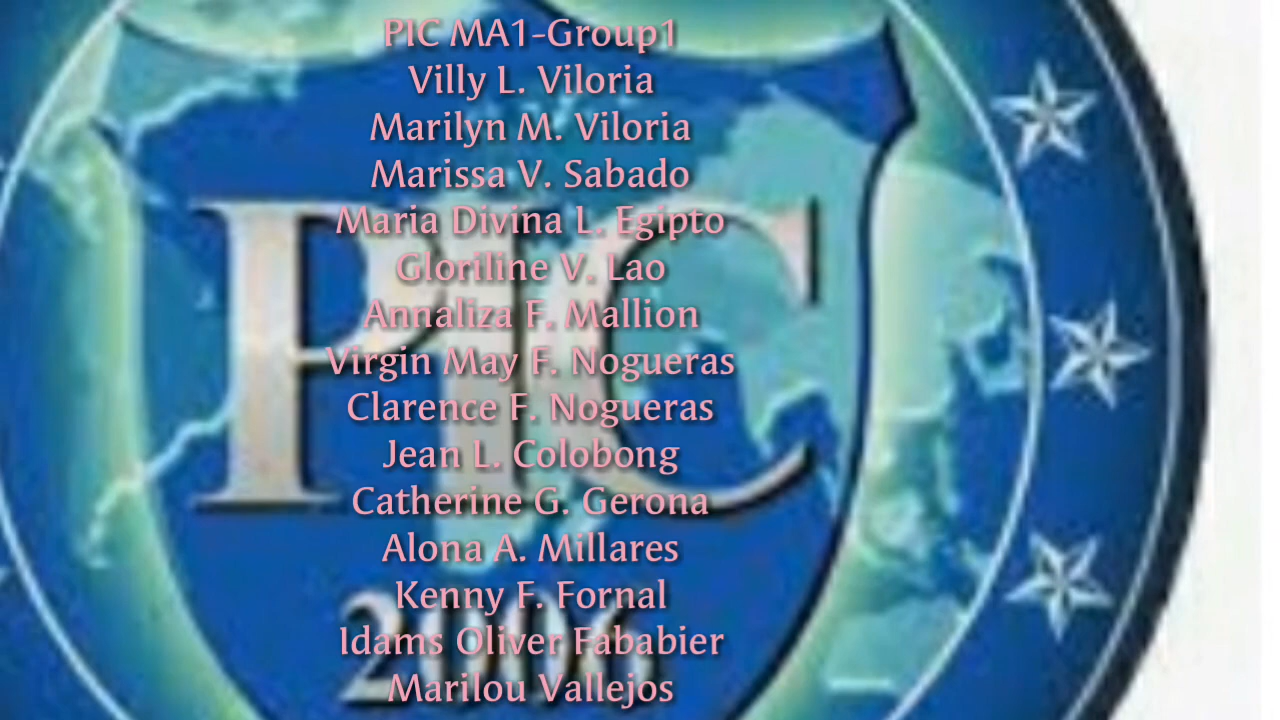 PIC MA1-Group1
Villy L. Viloria
Marilyn M. Viloria
Marissa V. Sabado
Maria Divina L. Egipto
Gloriline V. Lao
Annaliza F. Mallion
Virgin May F. Nogueras
Clarence F. Nogueras
Jean L. Colobong
Catherine G. Gerona
Alona A. Millares
Kenny F. Fornal
Idams Oliver Fababier
Marilou Vallejos
PIC
2006